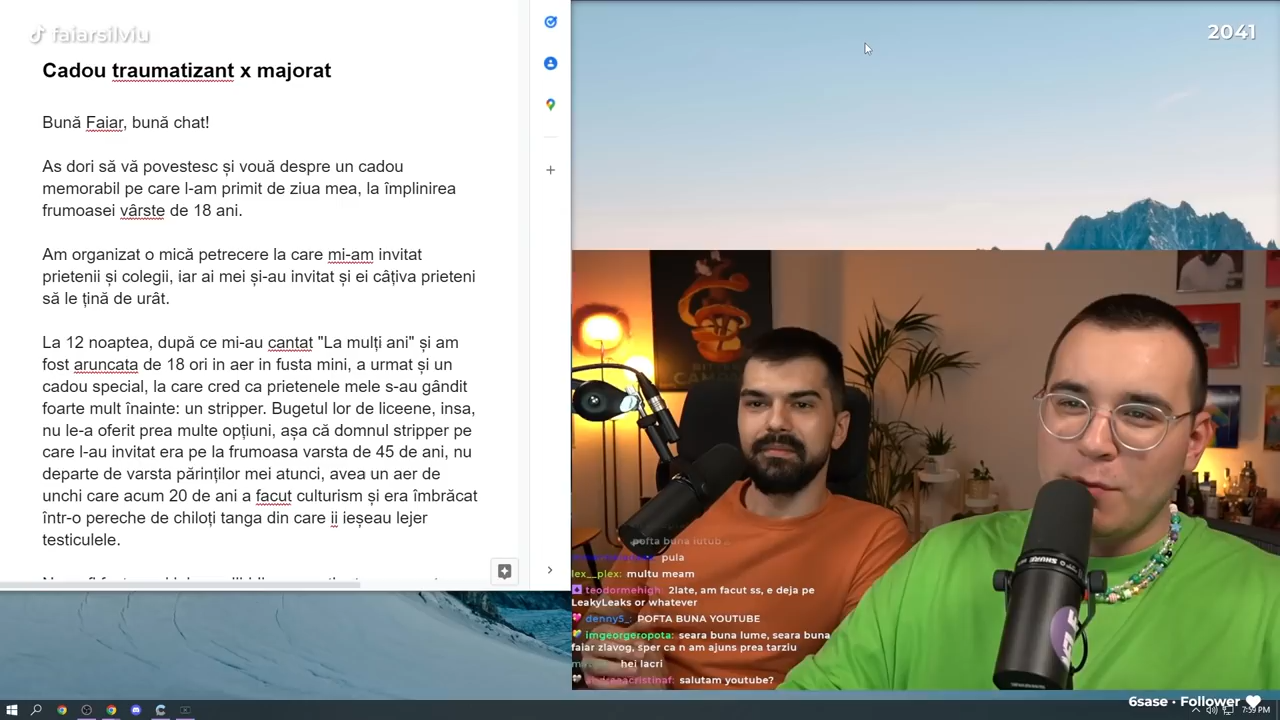 faiarsilviu
2041
Cadou traumatizant x majorat
Bună Faiar, bună chat!
As dori să vă povestesc și vouă despre un cadou
memorabil pe care l-am primit de ziua mea, la împlinirea
frumoasei vârste de 18 ani.
Am organizat o mică petrecere la care mi-am invitat
prietenii și colegii, iar ai mei și-au invitat și ei câțiva prieteni
să le țină de urât.
La 12 noaptea, după ce mi-au cantat "La mulți ani" și am
fost aruncata de 18 ori in aer in fusta mini, a urmat și un
cadou special, la care cred ca prietenele mele s-au gândit
foarte mult înainte: un stripper. Bugetul lor de liceene, insa,
nu le-a oferit prea multe opțiuni, așa că domnul stripper pe
care l-au invitat era pe la frumoasa varsta de 45 de ani, nu
departe de varsta părinților mei atunci, avea un aer de
unchi care acum 20 de ani a facut culturism și era îmbrăcat
într-o pereche de chiloți tanga din care ii ieșeau lejer
testiculele.
pofta buna iutub
pula
lex__plex: multu meam
teodormehigh: 2late, am facut ss, e deja pe
LeakyLeaks or whatever
denny5_: POFTA BUNA YOUTUBE
imgeorgeropota: seara buna lume, seara buna
faiar zlavog, sper ca n am ajuns prea tarziu
hei lacri
andreaacristinaf: salutam youtube?
6sase · Follower
7:59 PM